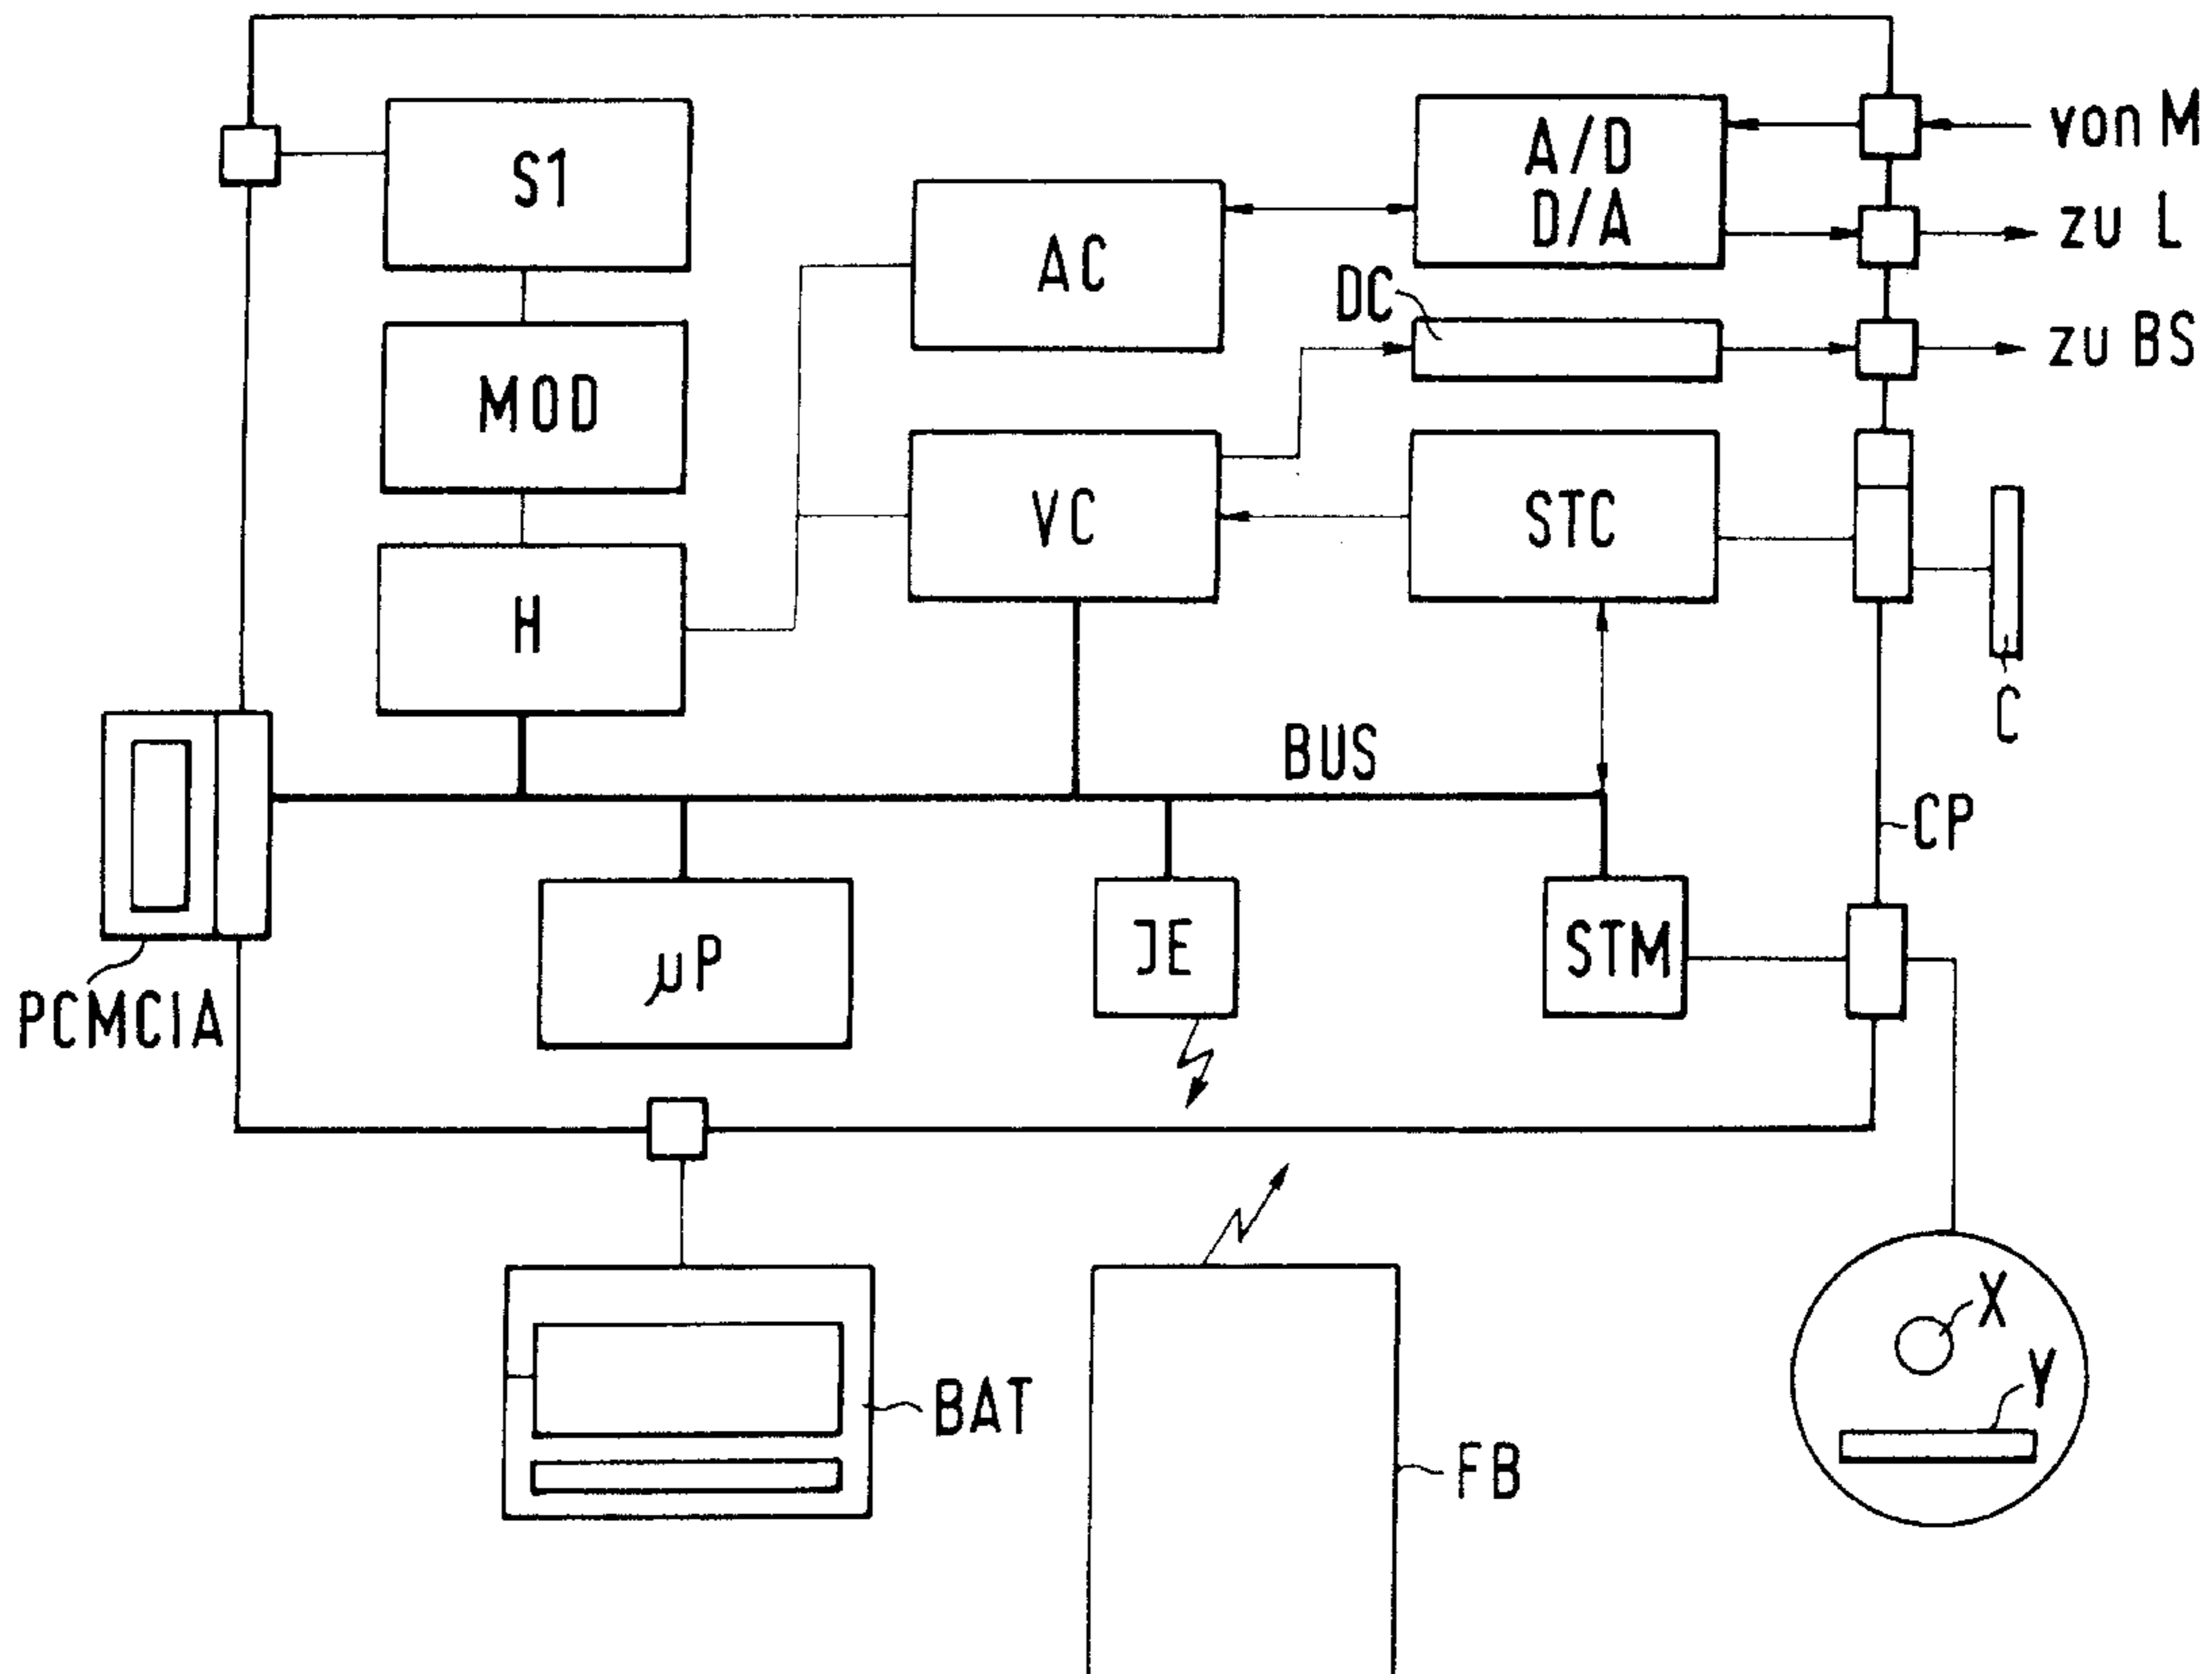 von M
A/D
D/A
S1
zu L
AC
DC
zu BS
MOD
VC
STC
H
C
BUS
CP
JE
STM
µP
PCMCIA
X
Y
BAT
FB